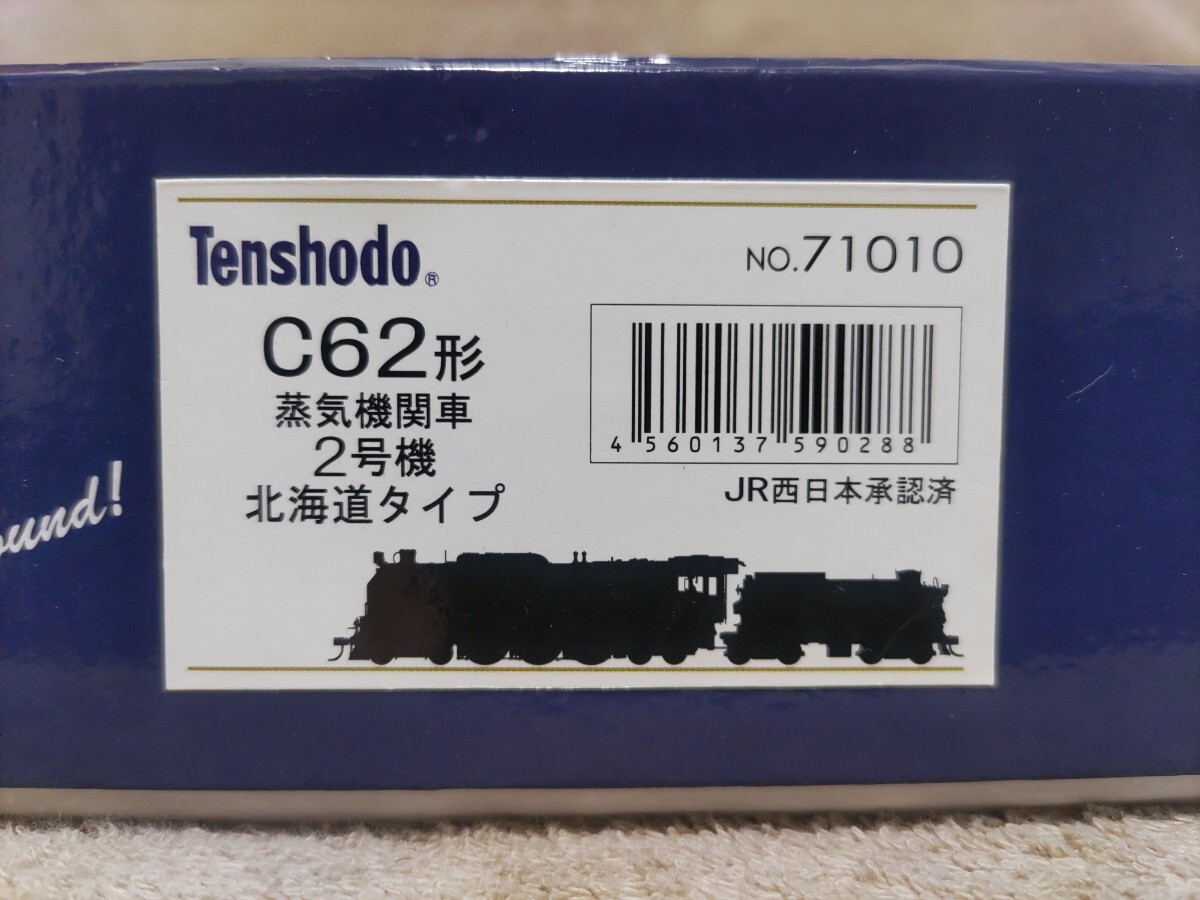 Tenshodo®
NO.71010
C62形
蒸気機関車
2号機
北海道タイプ
4 560137 590288
JR西日本承認済